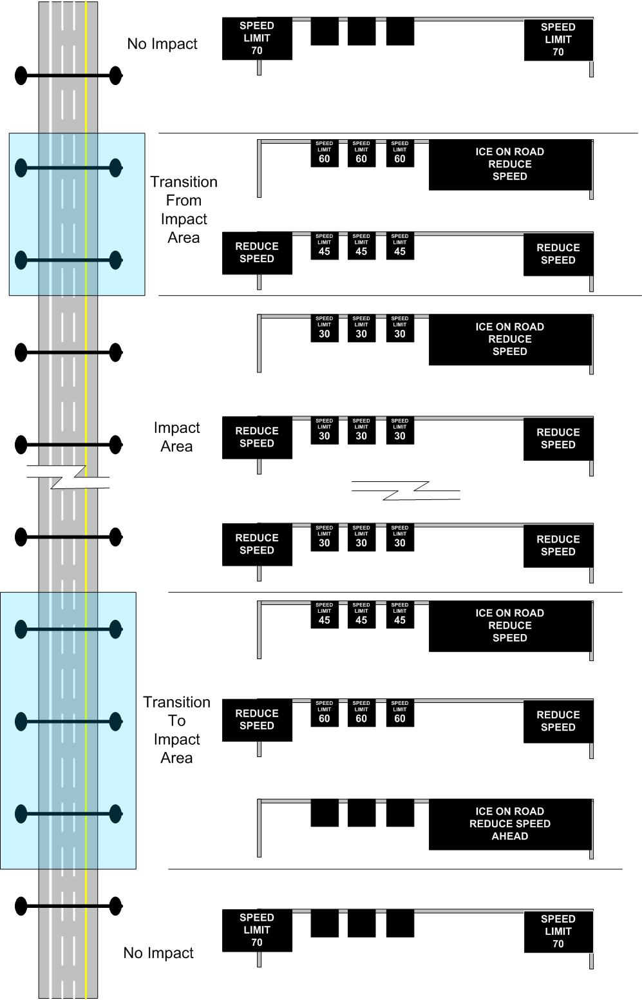 No Impact
SPEED
LIMIT
70
SPEED
LIMIT
70
Transition
From
Impact
Area
SPEED
LIMIT
60
SPEED
LIMIT
60
SPEED
LIMIT
60
ICE ON ROAD
REDUCE
SPEED
REDUCE
SPEED
SPEED
LIMIT
45
SPEED
LIMIT
45
SPEED
LIMIT
45
REDUCE
SPEED
SPEED
LIMIT
30
SPEED
LIMIT
30
SPEED
LIMIT
30
ICE ON ROAD
REDUCE
SPEED
Impact
Area
REDUCE
SPEED
SPEED
LIMIT
30
SPEED
LIMIT
30
SPEED
LIMIT
30
REDUCE
SPEED
REDUCE
SPEED
SPEED
LIMIT
30
SPEED
LIMIT
30
SPEED
LIMIT
30
REDUCE
SPEED
SPEED
LIMIT
45
SPEED
LIMIT
45
SPEED
LIMIT
45
ICE ON ROAD
REDUCE
SPEED
Transition
To
Impact
Area
REDUCE
SPEED
SPEED
LIMIT
60
SPEED
LIMIT
60
SPEED
LIMIT
60
REDUCE
SPEED
ICE ON ROAD
REDUCE SPEED
AHEAD
No Impact
SPEED
LIMIT
70
SPEED
LIMIT
70